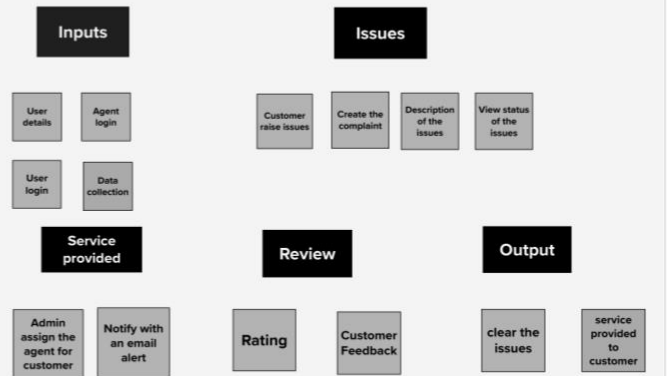 Inputs
Issues
User
details
Agent
login
Customer
raise issues
Create the
complaint
Description
of the
issues
View status
of the
issues
User
login
Data
collection
Service
provided
Review
Output
Admin
assign the
agent for
customer
Notify with
an email
alert
Rating
Customer
Feedback
clear the
issues
service
provided
to
customer